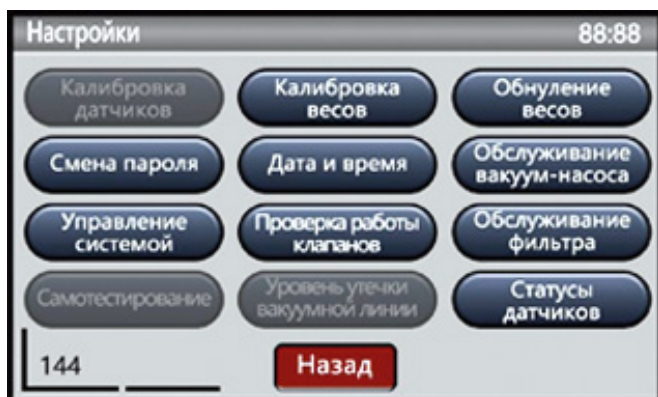 Настройки 88:88
Калибровка датчиков
Калибровка весов
Обнуление весов
Смена пароля
Дата и время
Обслуживание вакуум-насоса
Управление системой
Проверка работы клапанов
Обслуживание фильтра
Самотестирование
Уровень утечки вакуумной линии
Статусы датчиков
144
Назад